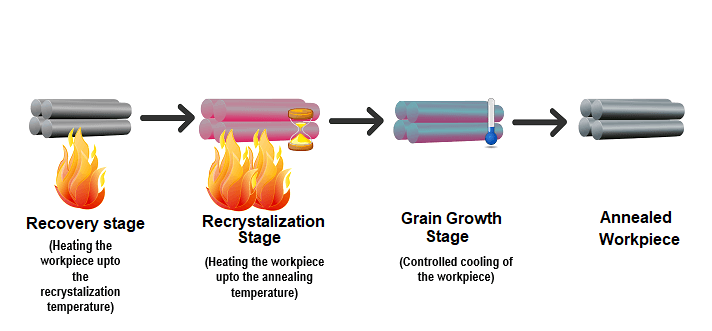 Recovery stage
(Heating the
workpiece upto
the
recrystalization
temperature)
Recrystalization
Stage
(Heating the workpiece
upto the annealing
temperature)
Grain Growth
Stage
(Controlled cooling of
the workpiece)
Annealed
Workpiece